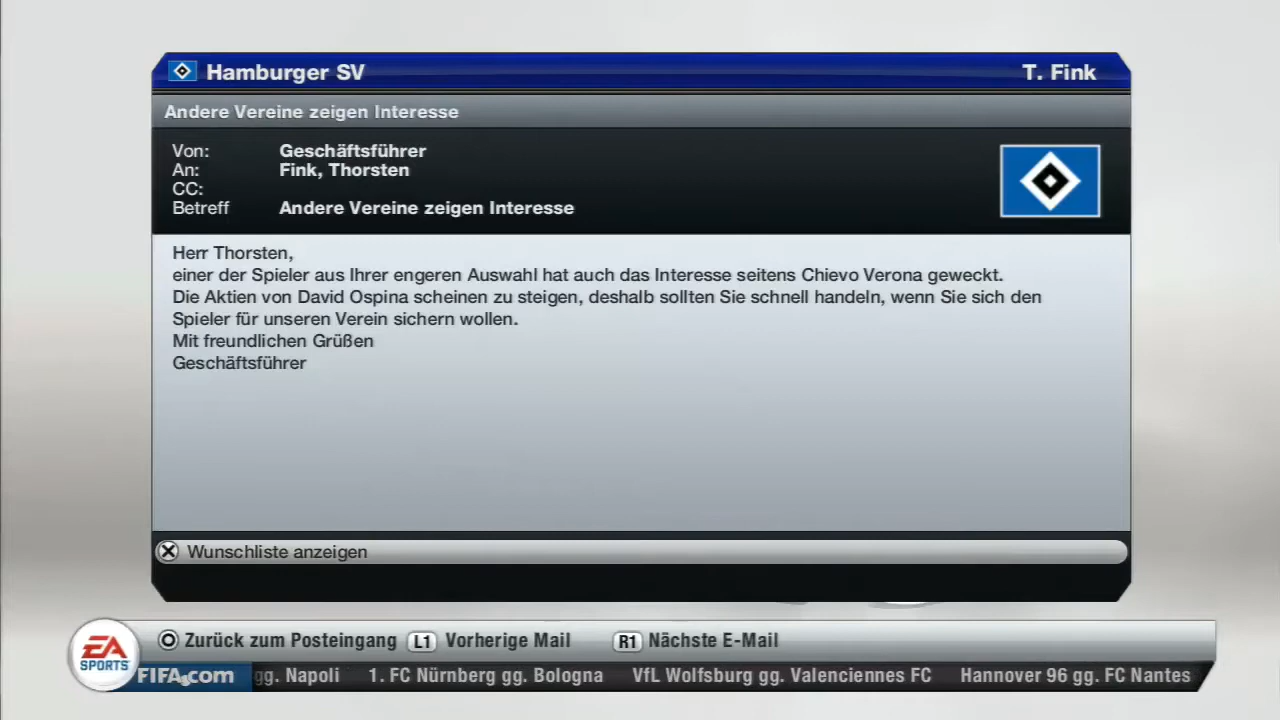 Hamburger SV
T. Fink
Andere Vereine zeigen Interesse
Von: Geschäftsführer
An: Fink, Thorsten
CC:
Betreff Andere Vereine zeigen Interesse
Herr Thorsten,
einer der Spieler aus Ihrer engeren Auswahl hat auch das Interesse seitens Chievo Verona geweckt.
Die Aktien von David Ospina scheinen zu steigen, deshalb sollten Sie schnell handeln, wenn Sie sich den
Spieler für unseren Verein sichern wollen.
Mit freundlichen Grüßen
Geschäftsführer
Wunschliste anzeigen
Zurück zum Posteingang L1 Vorherige Mail R1 Nächste E-Mail
EA
SPORTS
FIFA.com gg. Napoli 1. FC Nürnberg gg. Bologna VfL Wolfsburg gg. Valenciennes FC Hannover 96 gg. FC Nantes